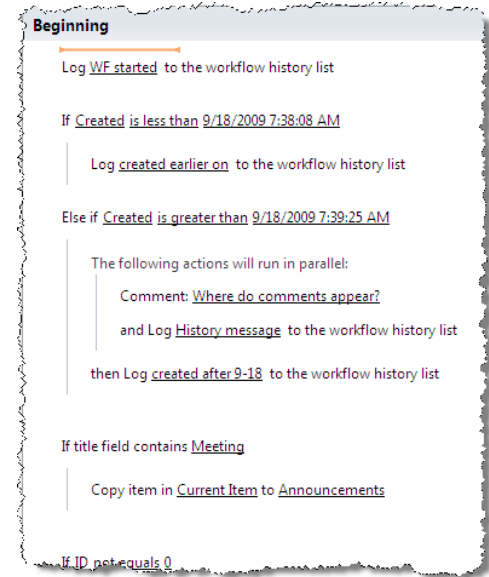 Beginning
Log WF started to the workflow history list
If Created is less than 9/18/2009 7:38:08 AM
Log created earlier on to the workflow history list
Else if Created is greater than 9/18/2009 7:39:25 AM
The following actions will run in parallel:
Comment: Where do comments appear?
and Log History message to the workflow history list
then Log created after 9-18 to the workflow history list
If title field contains Meeting
Copy item in Current Item to Announcements
If ID not equals 0